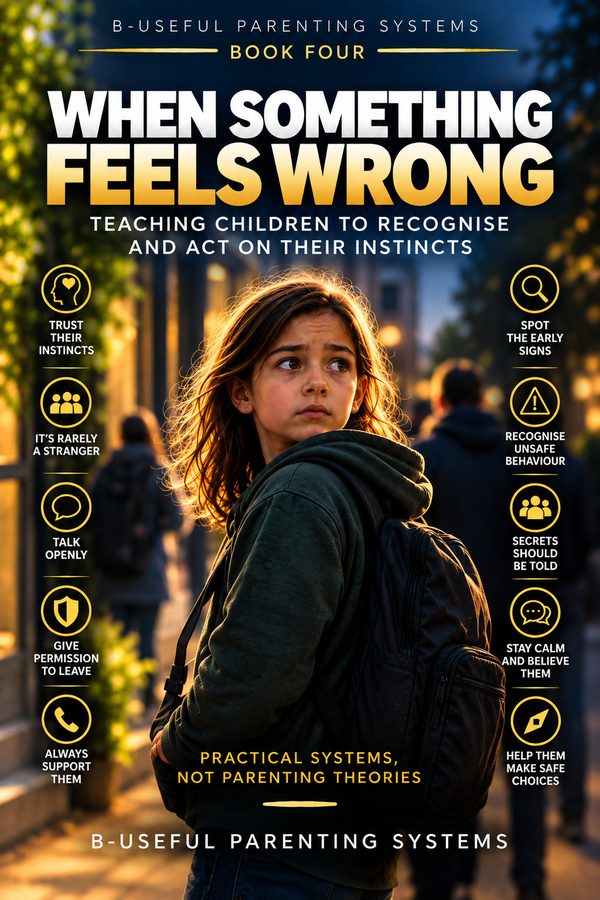 B-USEFUL PARENTING SYSTEMS
BOOK FOUR
WHEN SOMETHING
FEELS WRONG
TEACHING CHILDREN TO RECOGNISE
AND ACT ON THEIR INSTINCTS
TRUST
THEIR
INSTINCTS
IT'S RARELY
A STRANGER
TALK
OPENLY
GIVE
PERMISSION
TO LEAVE
ALWAYS
SUPPORT
THEM
SPOT
THE EARLY
SIGNS
RECOGNISE
UNSAFE
BEHAVIOUR
SECRETS
SHOULD
BE TOLD
STAY CALM
AND BELIEVE
THEM
HELP THEM
MAKE SAFE
CHOICES
PRACTICAL SYSTEMS,
NOT PARENTING THEORIES
B-USEFUL PARENTING SYSTEMS